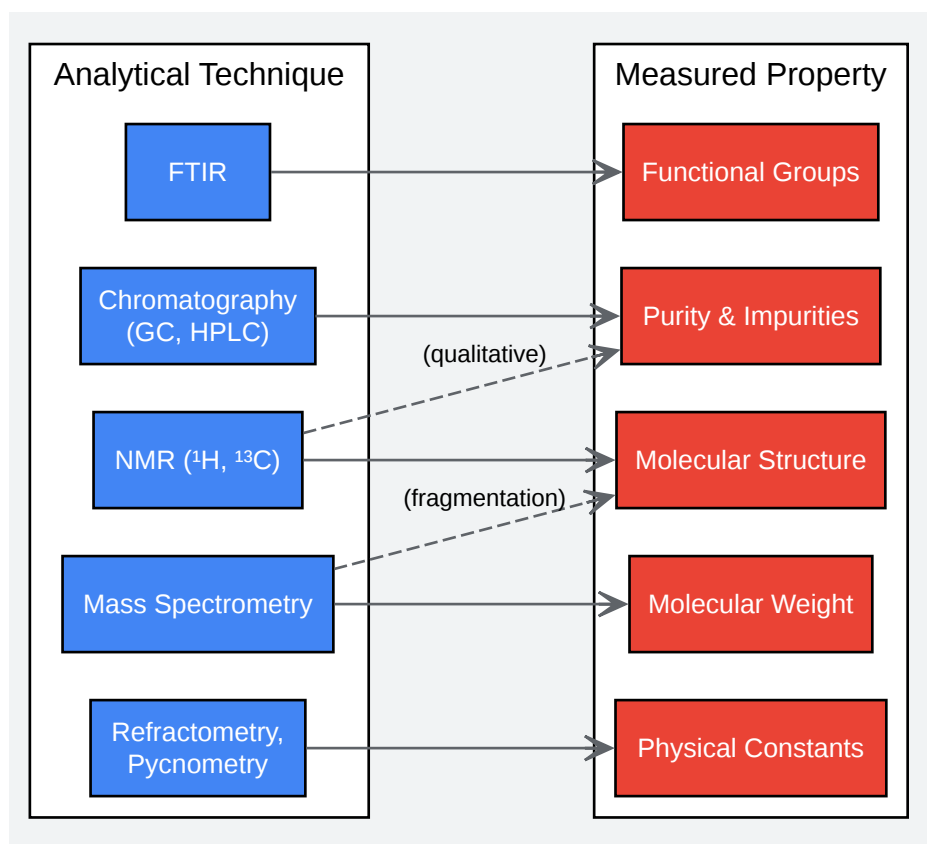 Analytical Technique
Measured Property
FTIR
Functional Groups
Chromatography
(GC, HPLC)
Purity & Impurities
(qualitative)
NMR (¹H, ¹³C)
Molecular Structure
(fragmentation)
Mass Spectrometry
Molecular Weight
Refractometry,
Pycnometry
Physical Constants